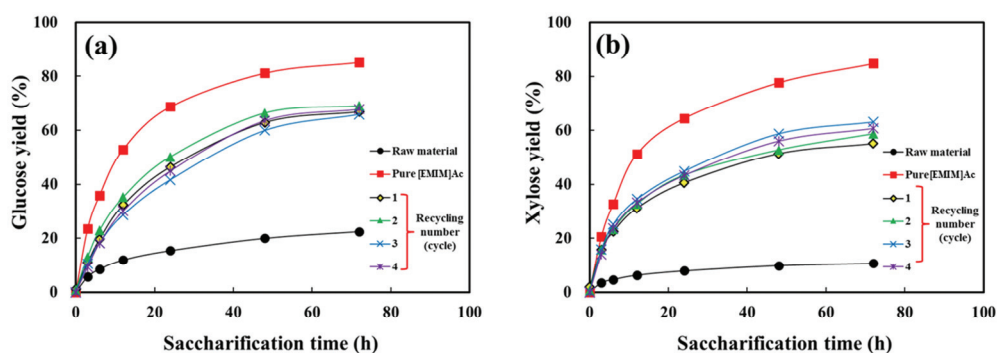 (a)
Glucose yield (%)
100
80
60
40
20
0
0 20 40 60 80 100
Saccharification time (h)
Raw material
Pure[EMIM]Ac
1
2
3
4
Recycling
number
(cycle)
(b)
Xylose yield (%)
100
80
60
40
20
0
0 20 40 60 80 100
Saccharification time (h)
Raw material
Pure[EMIM]Ac
1
2
3
4
Recycling
number
(cycle)